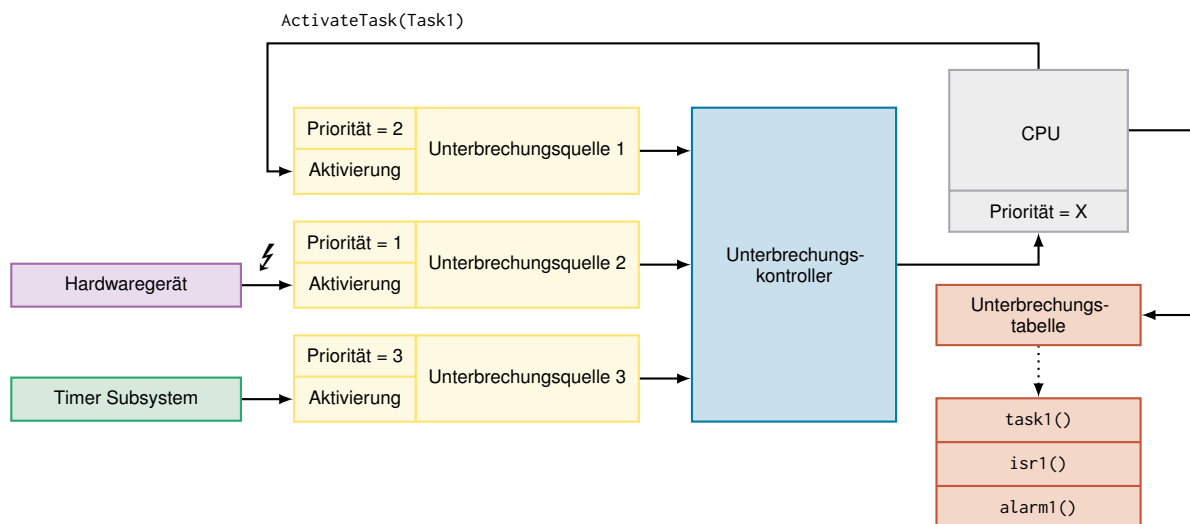 ActivateTask(Task1)
Priorität = 2
Aktivierung
Unterbrechungsquelle 1
CPU
Priorität = X
Priorität = 1
Aktivierung
Unterbrechungsquelle 2
Hardwaregerät
Unterbrechungs-
kontroller
Unterbrechungs-
tabelle
Priorität = 3
Aktivierung
Unterbrechungsquelle 3
Timer Subsystem
task1()
isr1()
alarm1()